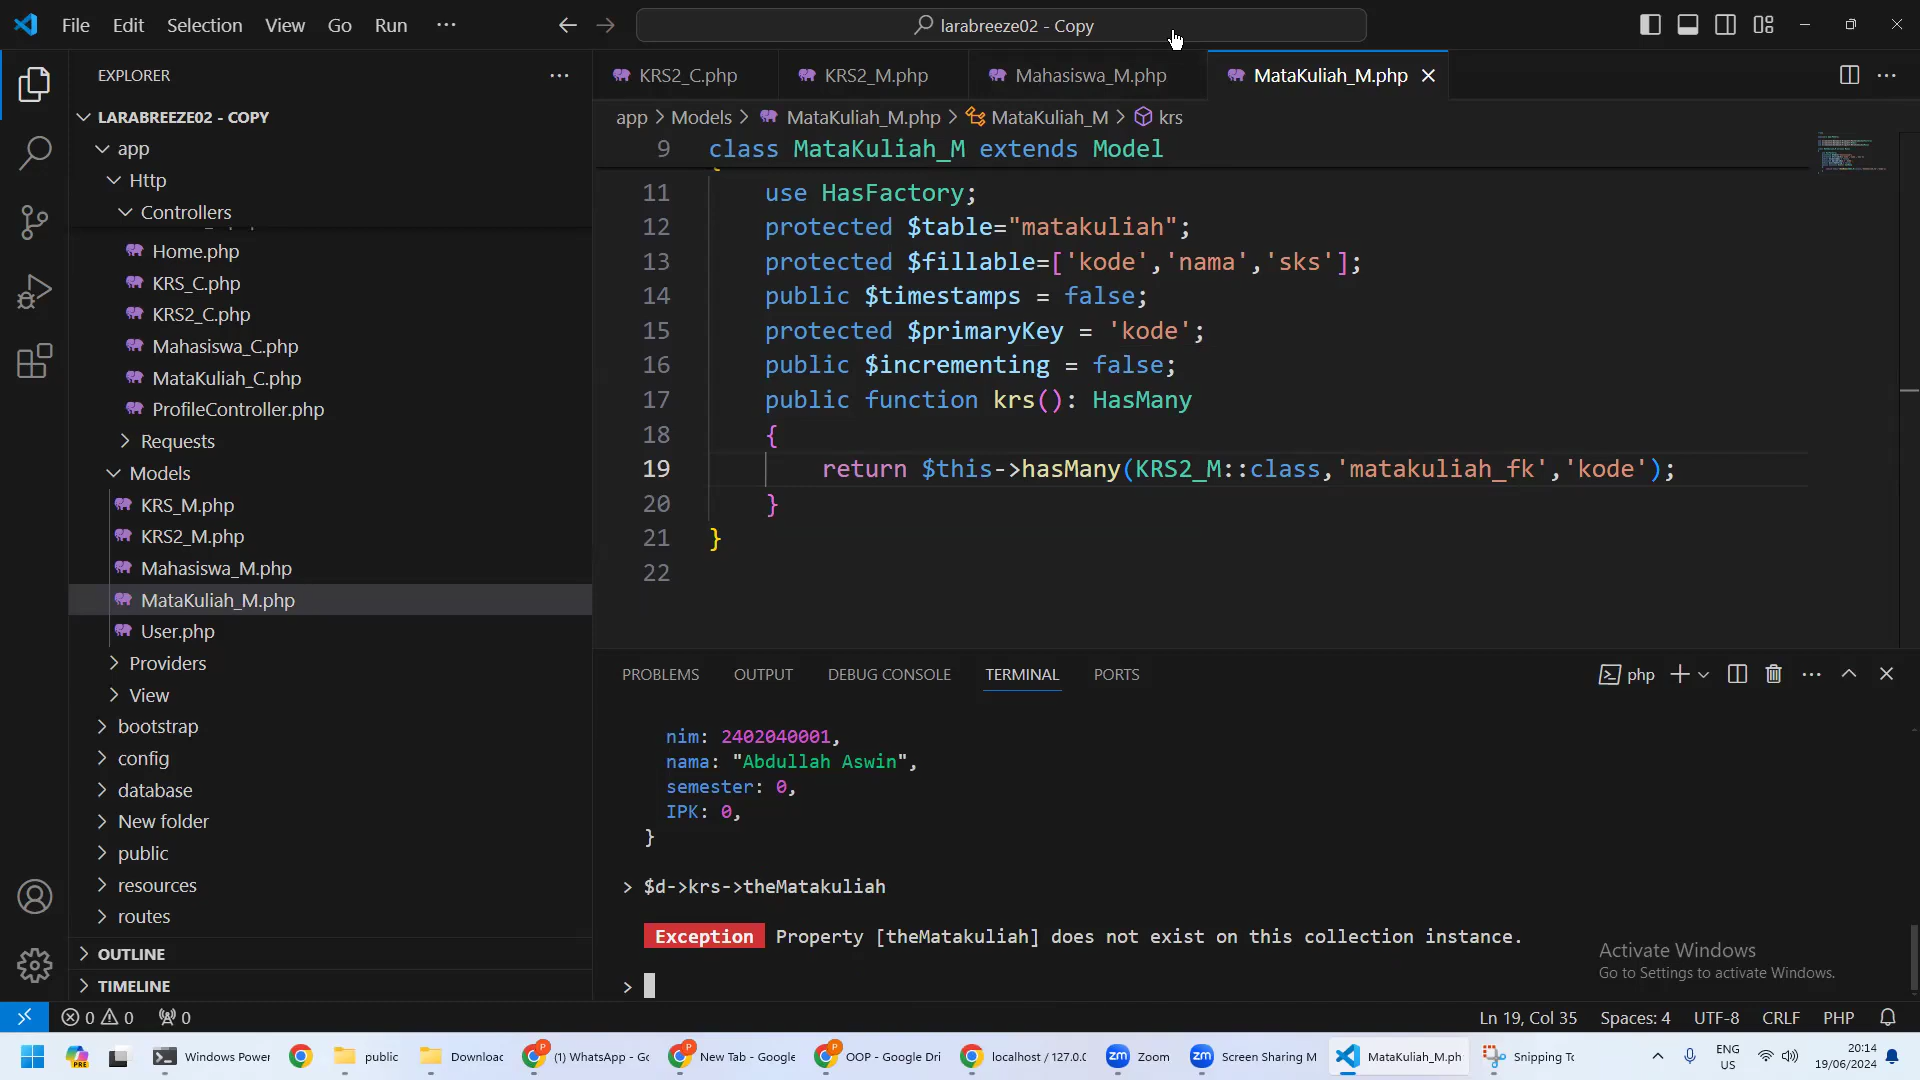 File Edit Selection View Go Run ···
larabreeze02 - Copy
EXPLORER
KRS2_C.php KRS2_M.php Mahasiswa_M.php MataKuliah_M.php
LARABREEZE02 - COPY
app
Http
Controllers
Home.php
KRS_C.php
KRS2_C.php
Mahasiswa_C.php
MataKuliah_C.php
ProfileController.php
Requests
Models
KRS_M.php
KRS2_M.php
Mahasiswa_M.php
MataKuliah_M.php
User.php
Providers
View
bootstrap
config
database
New folder
public
resources
routes
OUTLINE
TIMELINE
app > Models > MataKuliah_M.php > MataKuliah_M > krs
9 class MataKuliah_M extends Model
11 use HasFactory;
12 protected $table="matakuliah";
13 protected $fillable=['kode','nama','sks'];
14 public $timestamps = false;
15 protected $primaryKey = 'kode';
16 public $incrementing = false;
17 public function krs(): HasMany
18 {
19 return $this->hasMany(KRS2_M::class,'matakuliah_fk','kode');
20 }
21 }
22
PROBLEMS OUTPUT DEBUG CONSOLE TERMINAL PORTS
php
nim: 2402040001,
nama: "Abdullah Aswin",
semester: 0,
IPK: 0,
}
> $d->krs->theMatakuliah
Exception Property [theMatakuliah] does not exist on this collection instance.
>
Activate Windows
Go to Settings to activate Windows.
0 0 0
Ln 19, Col 35 Spaces: 4 UTF-8 CRLF PHP
Windows Power public Downloac (1) WhatsApp - Gc New Tab - Google OOP - Google Dri localhost / 127.0.0 Zoom Screen Sharing M MataKuliah_M.ph Snipping To
ENG
US
20:14
19/06/2024